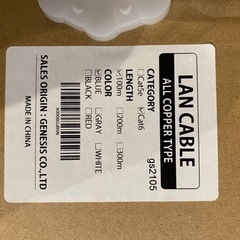 LAN CABLE
ALL COPPER TYPE
gs2105
CATEGORY
☐Cat5e ☑Cat6
LENGTH
☑100m ☐200m ☐300m
COLOR
☑BLUE ☐GRAY ☐WHITE
☐BLACK ☐RED
SALES ORIGIN : GENESIS CO.,LTD
MADE IN CHINA